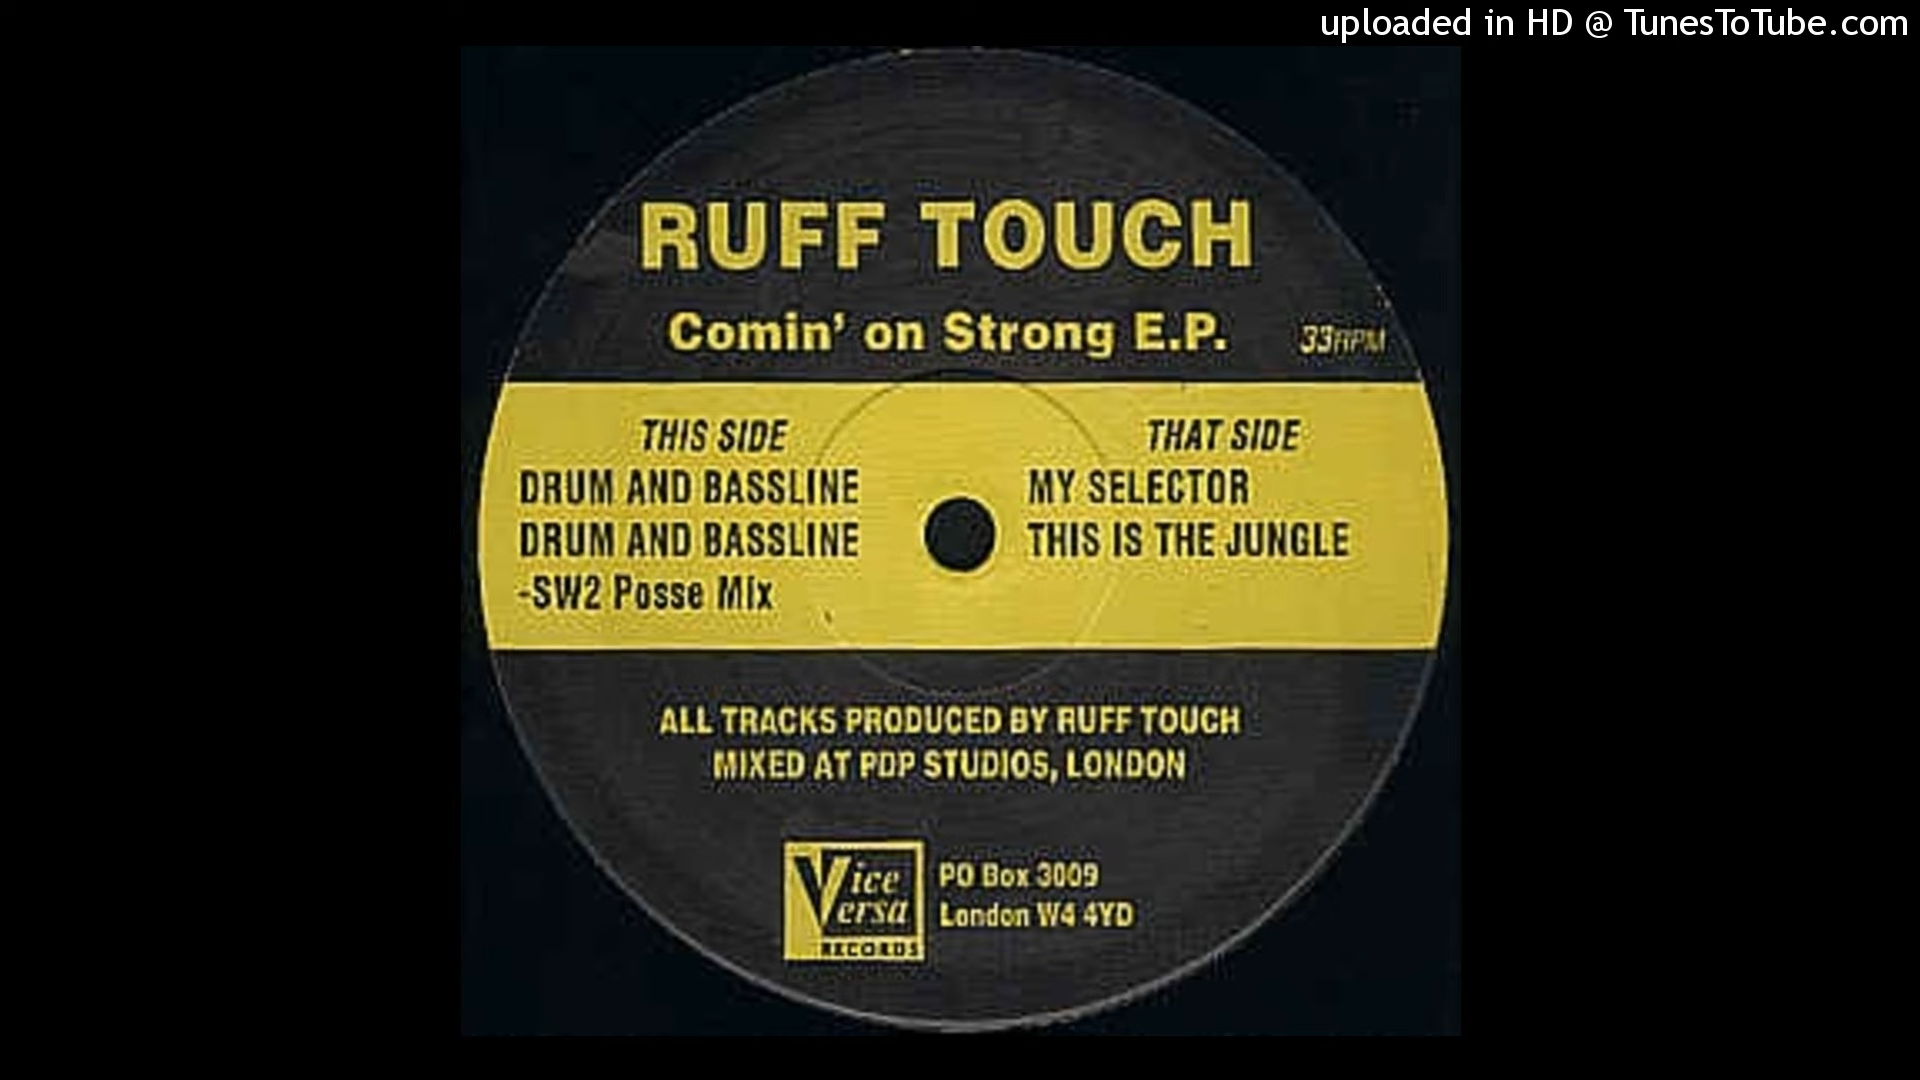 uploaded in HD @ TunesToTube.com
RUFF TOUCH
Comin' on Strong E.P.
33RPM
THIS SIDE
DRUM AND BASSLINE
DRUM AND BASSLINE
-SW2 Posse Mix
THAT SIDE
MY SELECTOR
THIS IS THE JUNGLE
ALL TRACKS PRODUCED BY RUFF TOUCH
MIXED AT PDP STUDIOS, LONDON
Vice
Versa
RECORDS
PO Box 3009
London W4 4YD